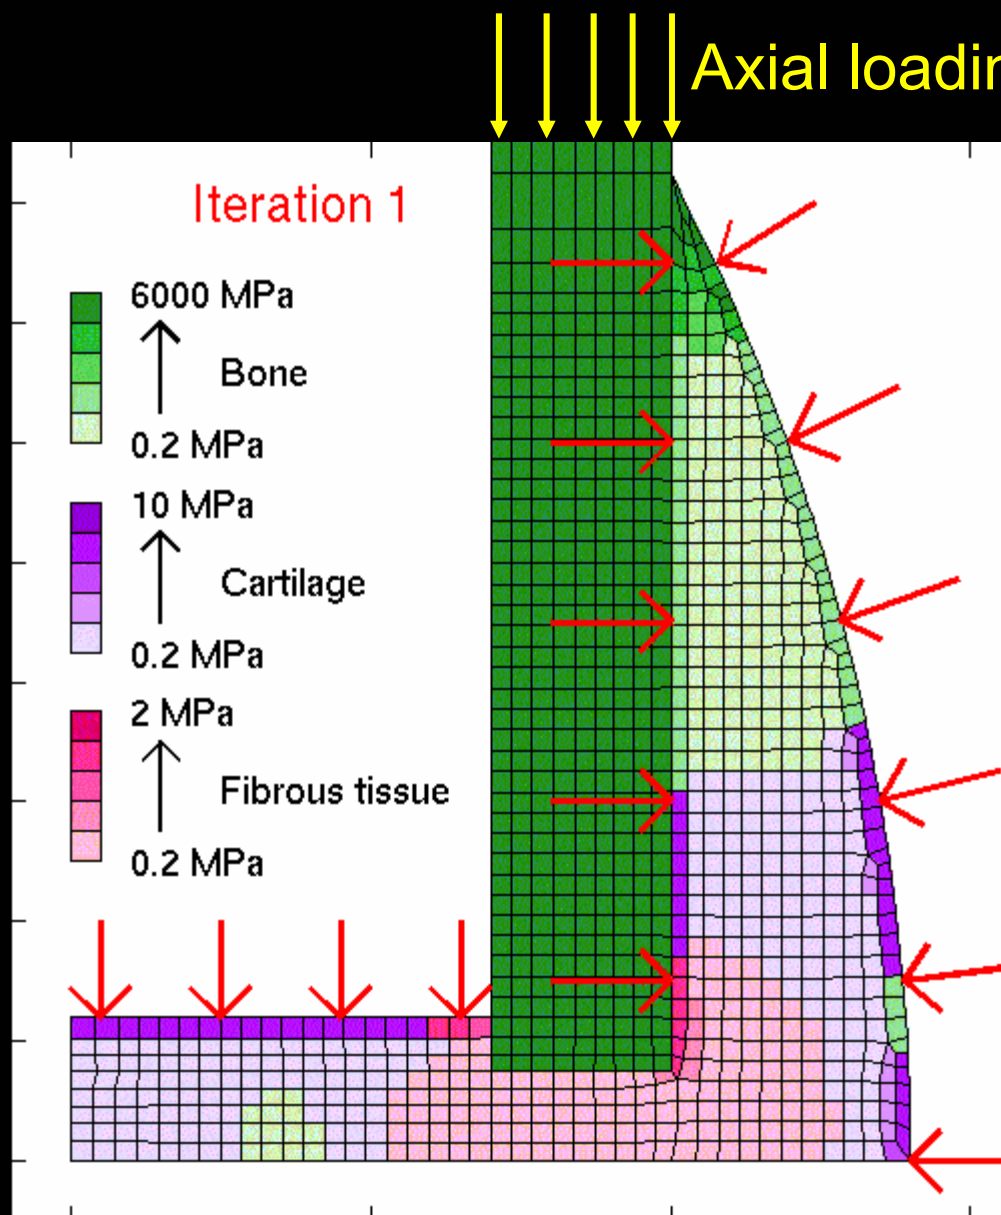 Axial loadin
Iteration 1
6000 MPa
Bone
0.2 MPa
10 MPa
Cartilage
0.2 MPa
2 MPa
Fibrous tissue
0.2 MPa